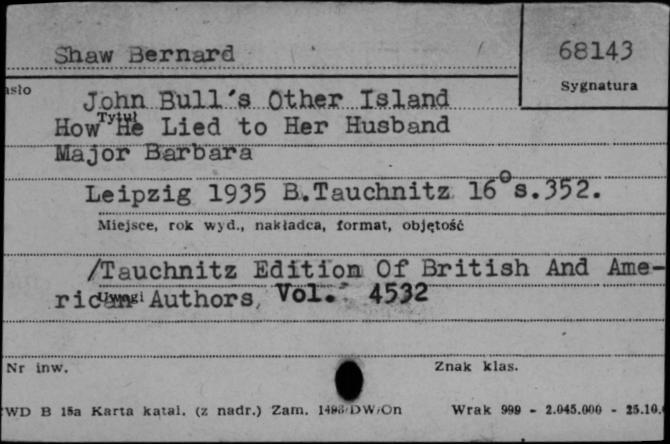 Shaw Bernard
68143
Sygnatura
asło
John Bull's Other Island
Tytuł
How He Lied to Her Husband
Major Barbara
Leipzig 1935 B.Tauchnitz 16° s.352.
Miejsce, rok wyd., nakładca, format, objętość
/Tauchnitz Edition Of British And Ame-
Uwagi
rican Authors, Vol. 4532
Nr inw.
Znak klas.
WD B 15a Karta katal. (z nadr.) Zam. DW/On
Wrak 999 - 2.045.000 - 25.10.